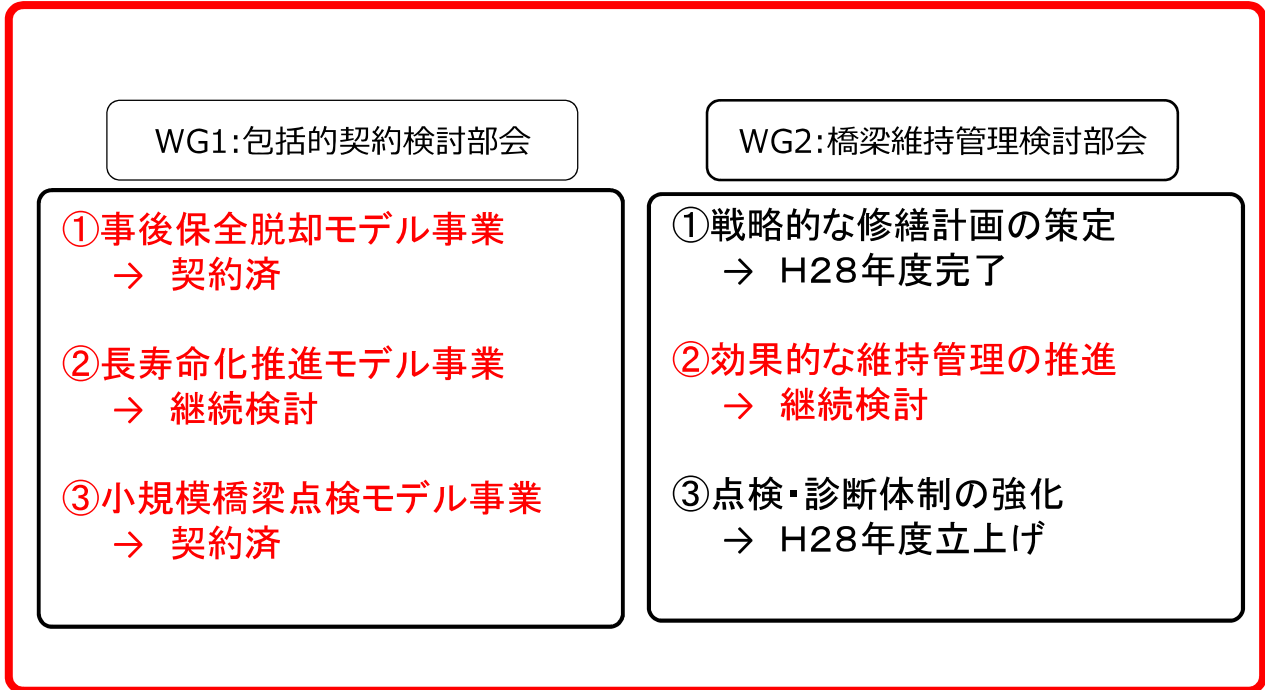 WG1:包括的契約検討部会
①事後保全脱却モデル事業
→ 契約済
②長寿命化推進モデル事業
→ 継続検討
③小規模橋梁点検モデル事業
→ 契約済
WG2:橋梁維持管理検討部会
①戦略的な修繕計画の策定
→ H28年度完了
②効果的な維持管理の推進
→ 継続検討
③点検・診断体制の強化
→ H28年度立上げ